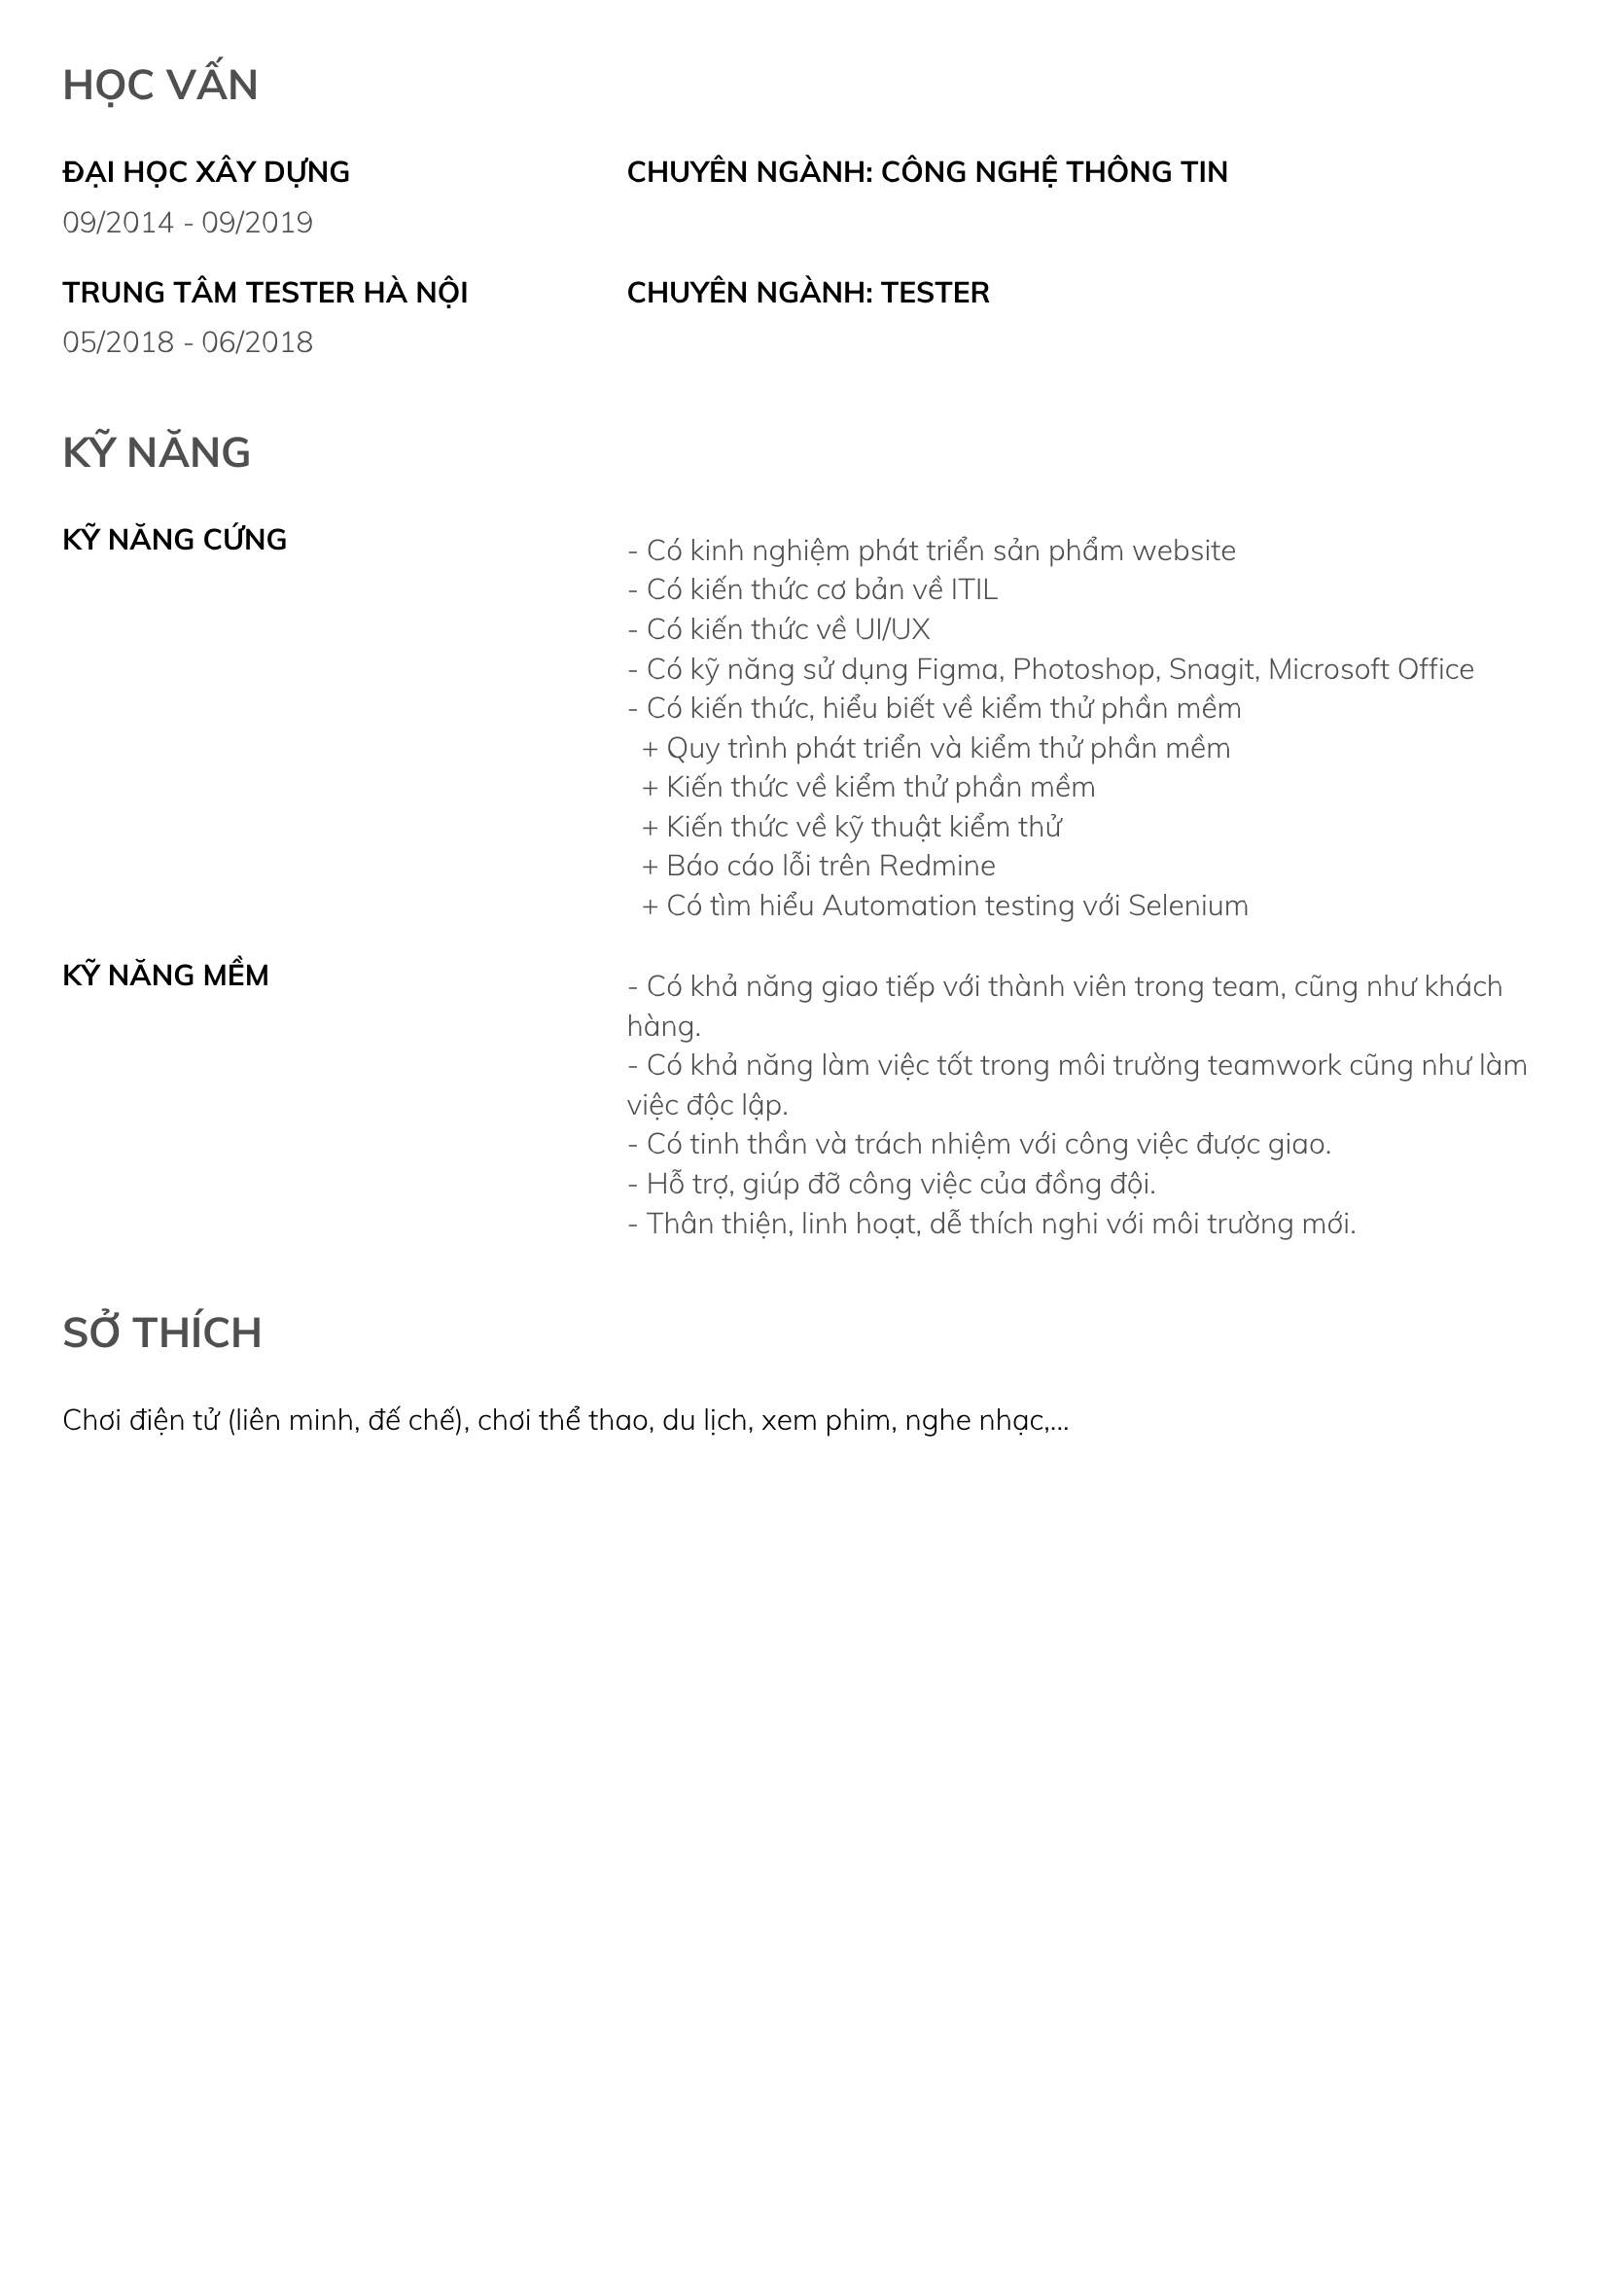 HỌC VẤN
ĐẠI HỌC XÂY DỰNG
CHUYÊN NGÀNH: CÔNG NGHỆ THÔNG TIN
09/2014 - 09/2019
TRUNG TÂM TESTER HÀ NỘI
CHUYÊN NGÀNH: TESTER
05/2018 - 06/2018
KỸ NĂNG
KỸ NĂNG CỨNG
- Có kinh nghiệm phát triển sản phẩm website
- Có kiến thức cơ bản về ITIL
- Có kiến thức về UI/UX
- Có kỹ năng sử dụng Figma, Photoshop, Snagit, Microsoft Office
- Có kiến thức, hiểu biết về kiểm thử phần mềm
+ Quy trình phát triển và kiểm thử phần mềm
+ Kiến thức về kiểm thử phần mềm
+ Kiến thức về kỹ thuật kiểm thử
+ Báo cáo lỗi trên Redmine
+ Có tìm hiểu Automation testing với Selenium
KỸ NĂNG MỀM
- Có khả năng giao tiếp với thành viên trong team, cũng như khách
hàng.
- Có khả năng làm việc tốt trong môi trường teamwork cũng như làm
việc độc lập.
- Có tinh thần và trách nhiệm với công việc được giao.
- Hỗ trợ, giúp đỡ công việc của đồng đội.
- Thân thiện, linh hoạt, dễ thích nghi với môi trường mới.
SỞ THÍCH
Chơi điện tử (liên minh, đế chế), chơi thể thao, du lịch, xem phim, nghe nhạc,...